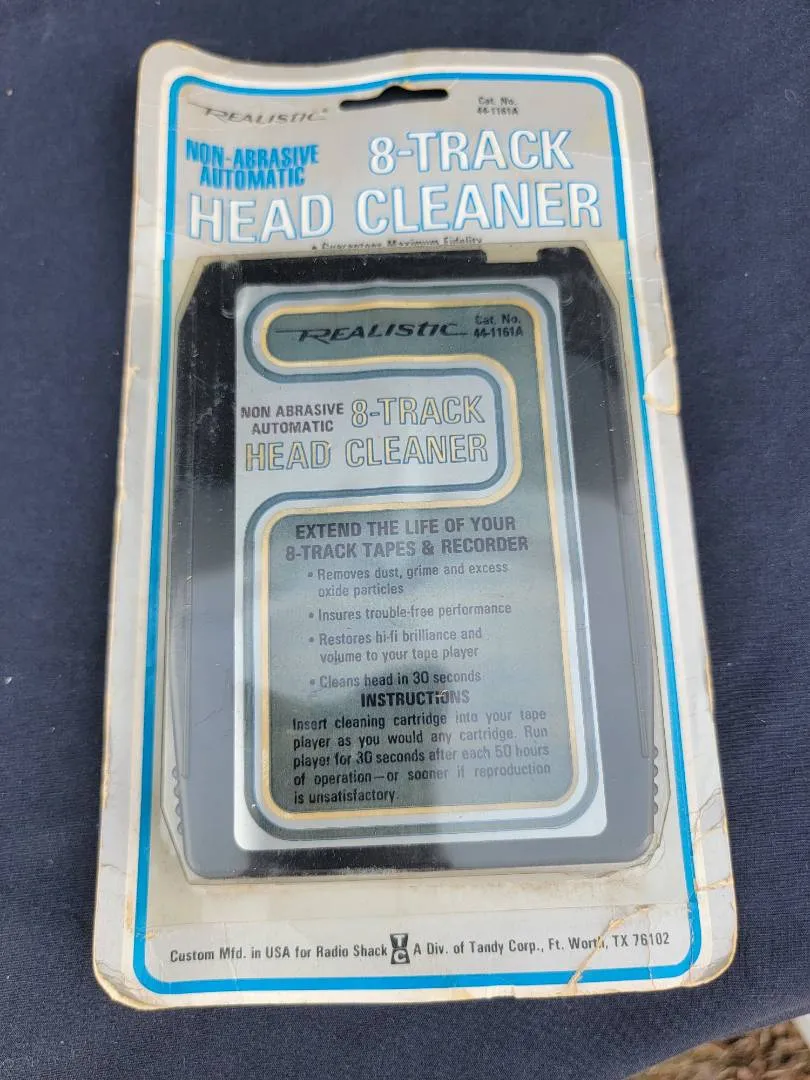 REALISTIC®
Cat. No.
44-1161A
NON-ABRASIVE
AUTOMATIC
8-TRACK
HEAD CLEANER
• Guarantees Maximum Fidelity
REALISTIC
Cat. No.
44-1161A
NON ABRASIVE
AUTOMATIC
8-TRACK
HEAD CLEANER
EXTEND THE LIFE OF YOUR
8-TRACK TAPES & RECORDER
• Removes dust, grime and excess
oxide particles
• Insures trouble-free performance
• Restores hi-fi brilliance and
volume to your tape player
• Cleans head in 30 seconds
INSTRUCTIONS
Insert cleaning cartridge into your tape
player as you would any cartridge. Run
player for 30 seconds after each 50 hours
of operation—or sooner if reproduction
is unsatisfactory.
Custom Mfd. in USA for Radio Shack TC A Div. of Tandy Corp., Ft. Worth, TX 76102